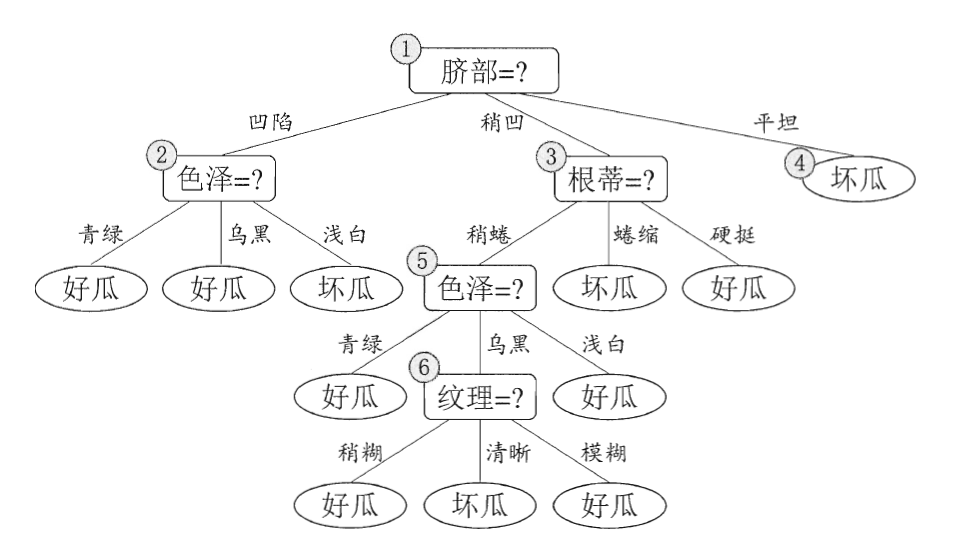 1
脐部=?
凹陷 稍凹 平坦
2 3 4
色泽=? 根蒂=? 坏瓜
青绿 乌黑 浅白 稍蜷 蜷缩 硬挺
5
好瓜 好瓜 坏瓜 色泽=? 坏瓜 好瓜
青绿 乌黑 浅白
6
好瓜 纹理=? 好瓜
稍糊 清晰 模糊
好瓜 坏瓜 好瓜